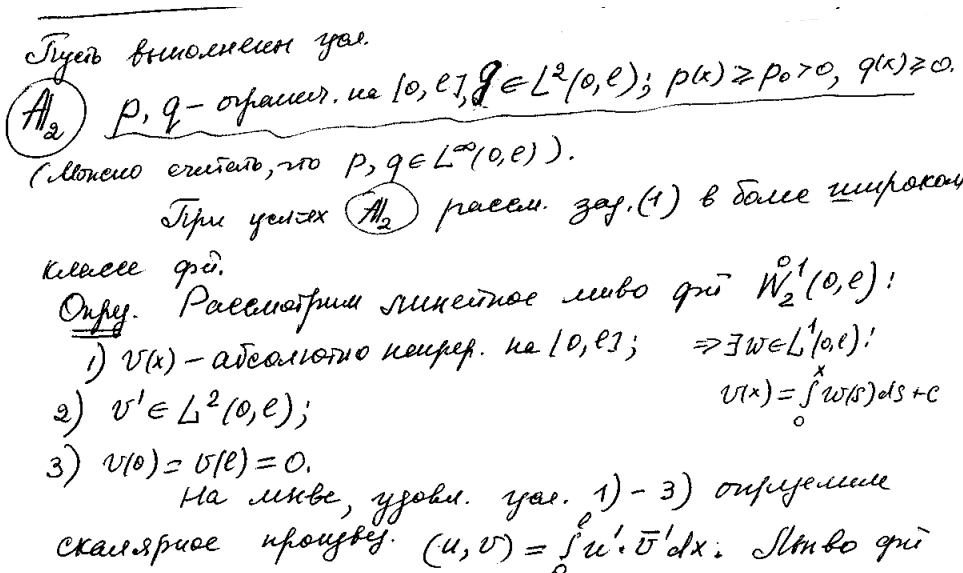 Пусть выполнены усл.
(A₂) p, q – огранич. на [0, l], g ∈ L²(0, l); p(x) ≥ p₀ > 0, q(x) ≥ 0.
(Можно считать, что p, q ∈ L^∞(0, l)).
При усл-ях (A₂) рассм. зад. (1) в более широком
классе ф-й.
Опр. Рассмотрим линейное мн-во ф-й W̊₂¹(0, l):
1) v(x) – абсолютно непрер. на [0, l]; ⇒ ∃ w ∈ L¹(0, l):
v(x) = ∫₀ˣ w(s)ds + c
2) v' ∈ L²(0, l);
3) v(0) = v(l) = 0.
На мн-ве, удовл. усл. 1) – 3) определим
скалярное произвед. (u, v) = ∫₀ˡ u' · v̄' dx. Мн-во ф-й